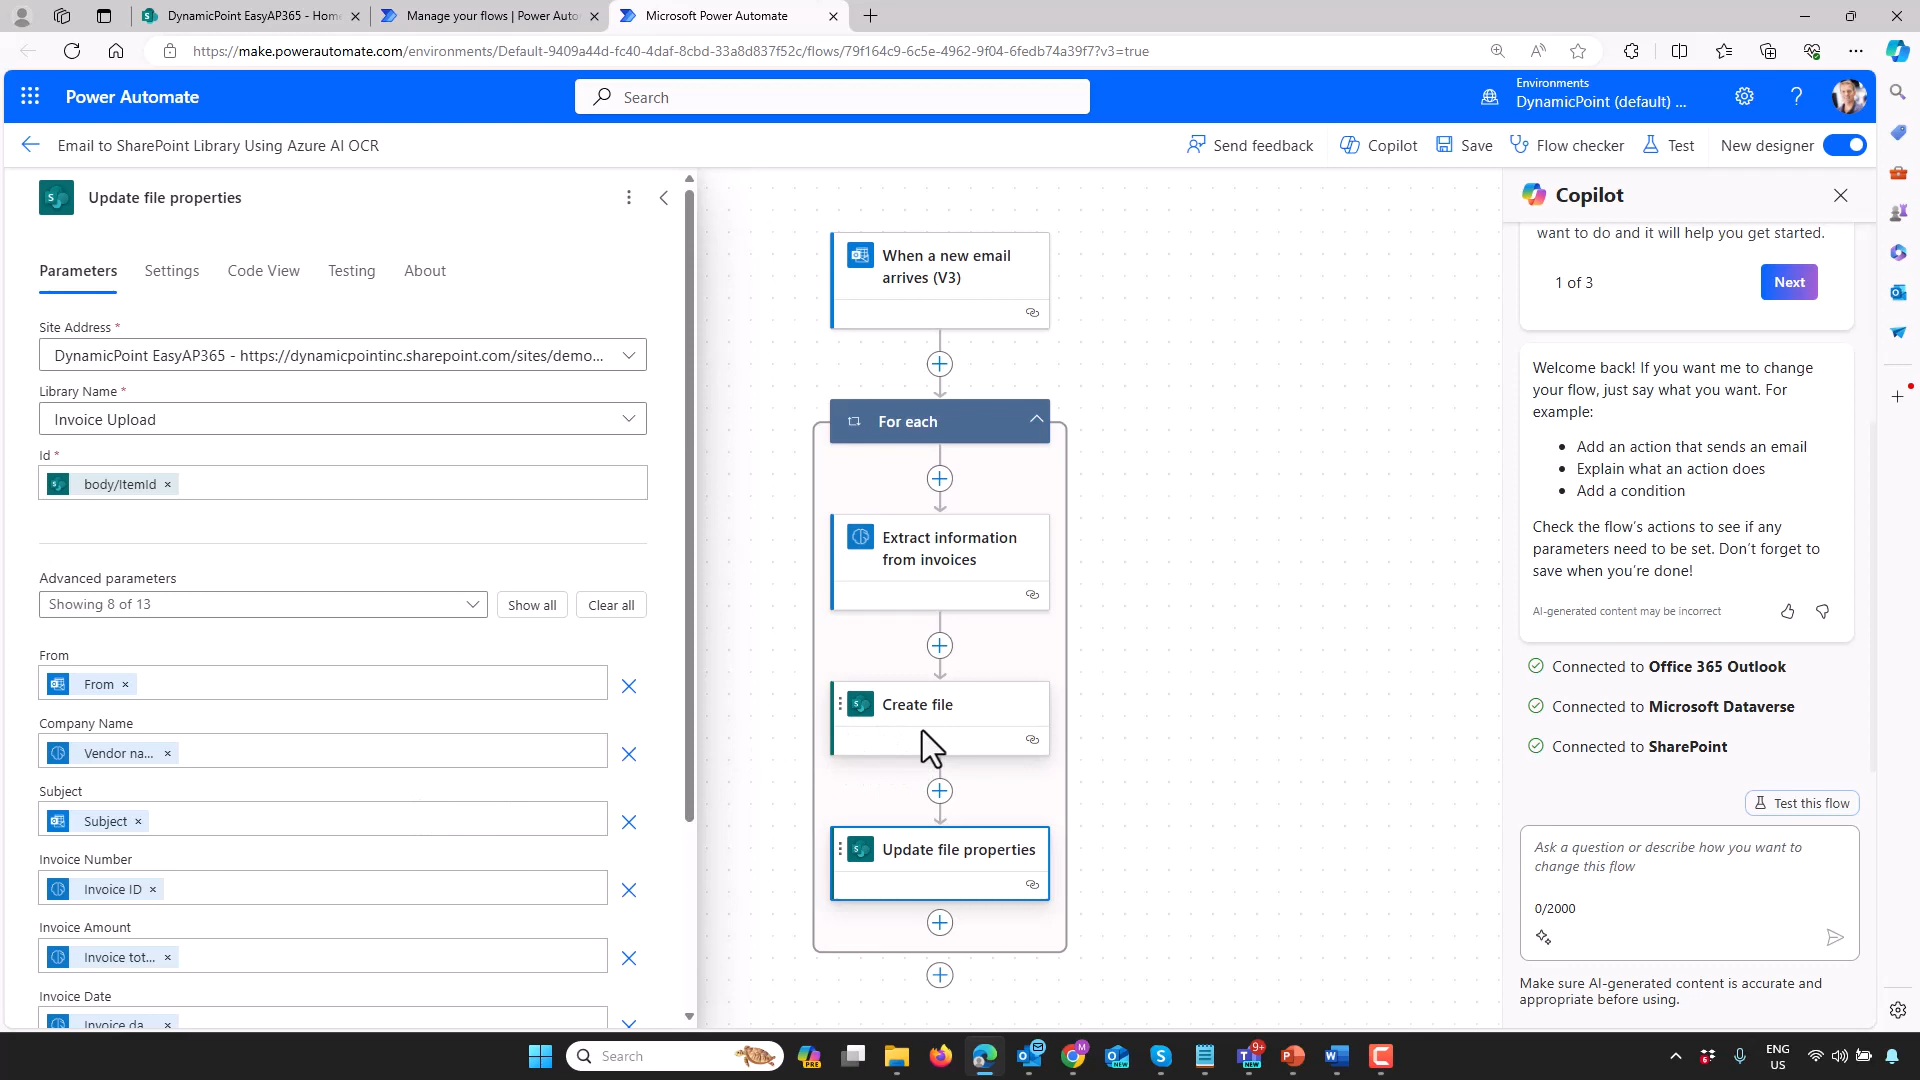 DynamicPoint EasyAP365 - Hom
Manage your flows | Power Auto
Microsoft Power Automate
https://make.powerautomate.com/environments/Default-9409a44d-fc40-4daf-8cbd-33a8d837f52c/flows/79f164c9-6c5e-4962-9f04-6fedb74a39f7?v3=true
Power Automate
Search
Environments
DynamicPoint (default) ...
Email to SharePoint Library Using Azure AI OCR
Send feedback
Copilot
Save
Flow checker
Test
New designer
Update file properties
Parameters
Settings
Code View
Testing
About
Site Address *
DynamicPoint EasyAP365 - https://dynamicpointinc.sharepoint.com/sites/demo...
Library Name *
Invoice Upload
Id *
body/ItemId
Advanced parameters
Showing 8 of 13
Show all
Clear all
From
From
Company Name
Vendor na...
Subject
Subject
Invoice Number
Invoice ID
Invoice Amount
Invoice tot...
Invoice Date
Invoice da...
When a new email
arrives (V3)
For each
Extract information
from invoices
Create file
Update file properties
Copilot
want to do and it will help you get started.
1 of 3
Next
Welcome back! If you want me to change
your flow, just say what you want. For
example:
• Add an action that sends an email
• Explain what an action does
• Add a condition
Check the flow's actions to see if any
parameters need to be set. Don't forget to
save when you're done!
AI-generated content may be incorrect
Connected to Office 365 Outlook
Connected to Microsoft Dataverse
Connected to SharePoint
Test this flow
Ask a question or describe how you want to
change this flow
0/2000
Make sure AI-generated content is accurate and
appropriate before using.
Search
PRE
NEW
9+
NEW
6
ENG
US